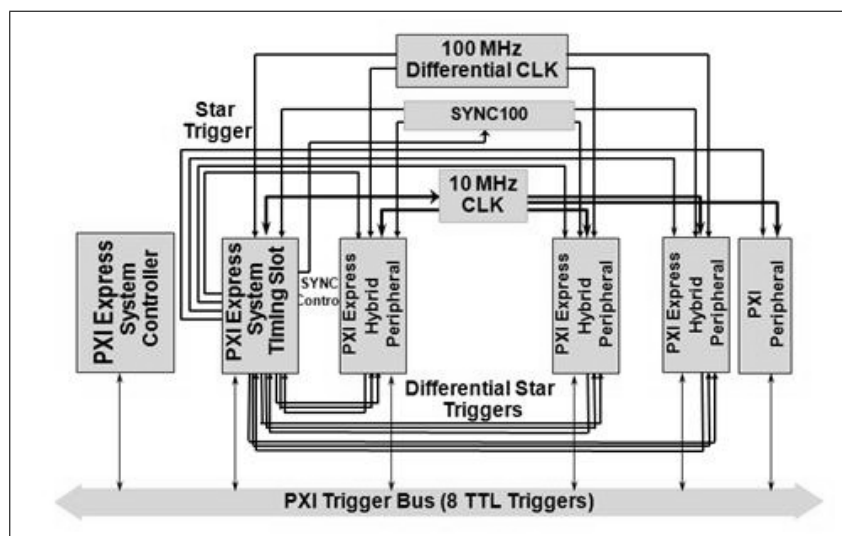 100 MHz
Differential CLK
Star
Trigger
SYNC100
10 MHz
CLK
PXI Express
System
Controller
PXI Express
System
TIming Slot
SYNC
Contro
PXI Express
Hybrid
Peripheral
PXI Express
Hybrid
Peripheral
PXI Express
Hybrid
Peripheral
PXI
Peripheral
Differential Star
Triggers
PXI Trigger Bus (8 TTL Triggers)